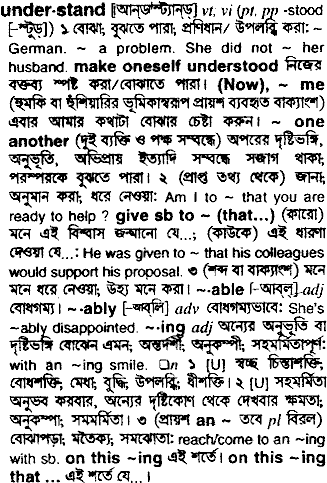 under·stand [আন্‌ডা'স্ট্যান্‌ড্] vt, vi (pt, pp -stood
[–স্টুড্]) ১ বোঝা; বুঝতে পারা; প্রণিধান/ উপলব্ধি করা: ~
German. ~ a problem. She did not ~ her
husband. make oneself understood নিজের
বক্তব্য স্পষ্ট করা/বোঝাতে পারা। (Now), ~ me
(হুমকি বা হুঁশিয়ারির ভূমিকাস্বরূপ প্রায়শ ব্যবহৃত বাক্যাংশ)
এবার আমার কথাটা বোঝার চেষ্টা করুন। ~ one
another (দুই ব্যক্তি ও পক্ষ সম্বন্ধে) অপরের দৃষ্টিভঙ্গি,
অনুভূতি, অভিপ্রায় ইত্যাদি সম্বন্ধে সজাগ থাকা;
পরস্পরকে বুঝতে পারা। ২ (প্রাপ্ত তথ্য থেকে) জানা;
অনুমান করা; ধরে নেওয়া: Am I to ~ that you are
ready to help ? give sb to ~ (that...) (কারো)
মনে এই বিশ্বাস জন্মানো যে...; (কাউকে) এই ধারণা
দেওয়া যে...: He was given to ~ that his colleagues
would support his proposal. ৩ (শব্দ বা বাক্যাংশ) মনে
মনে ধরে নেওয়া; উহ্য মনে করা। ~·able [–আব্‌ল্] adj
বোধগম্য। ~·ably [–আব্‌লি] adv বোধগম্যভাবে: She's
~ably disappointed. ~·ing adj অন্যের অনুভূতি বা
দৃষ্টিভঙ্গি বোঝেন এমন; অন্তর্দর্শী; অনুকম্পী; সহমর্মিতাপূর্ণ:
with an ~ing smile. □n ১ [U] স্বচ্ছ চিন্তাশক্তি;
বোধশক্তি; মেধা; বুদ্ধি; উপলব্ধি; ধীশক্তি। ২ [U] সহমর্মিতা
অনুভব করবার, অন্যের দৃষ্টিকোণ থেকে দেখবার ক্ষমতা;
অনুকম্পা; সমমর্মিতা। ৩ (প্রায়শ an ~ তবে pl বিরল)
বোঝাপড়া; মতৈক্য; সমঝোতা: reach/come to an ~ing
with sb. on this ~ing এই শর্তে। on this ~ing
that ... এই শর্তে যে...।